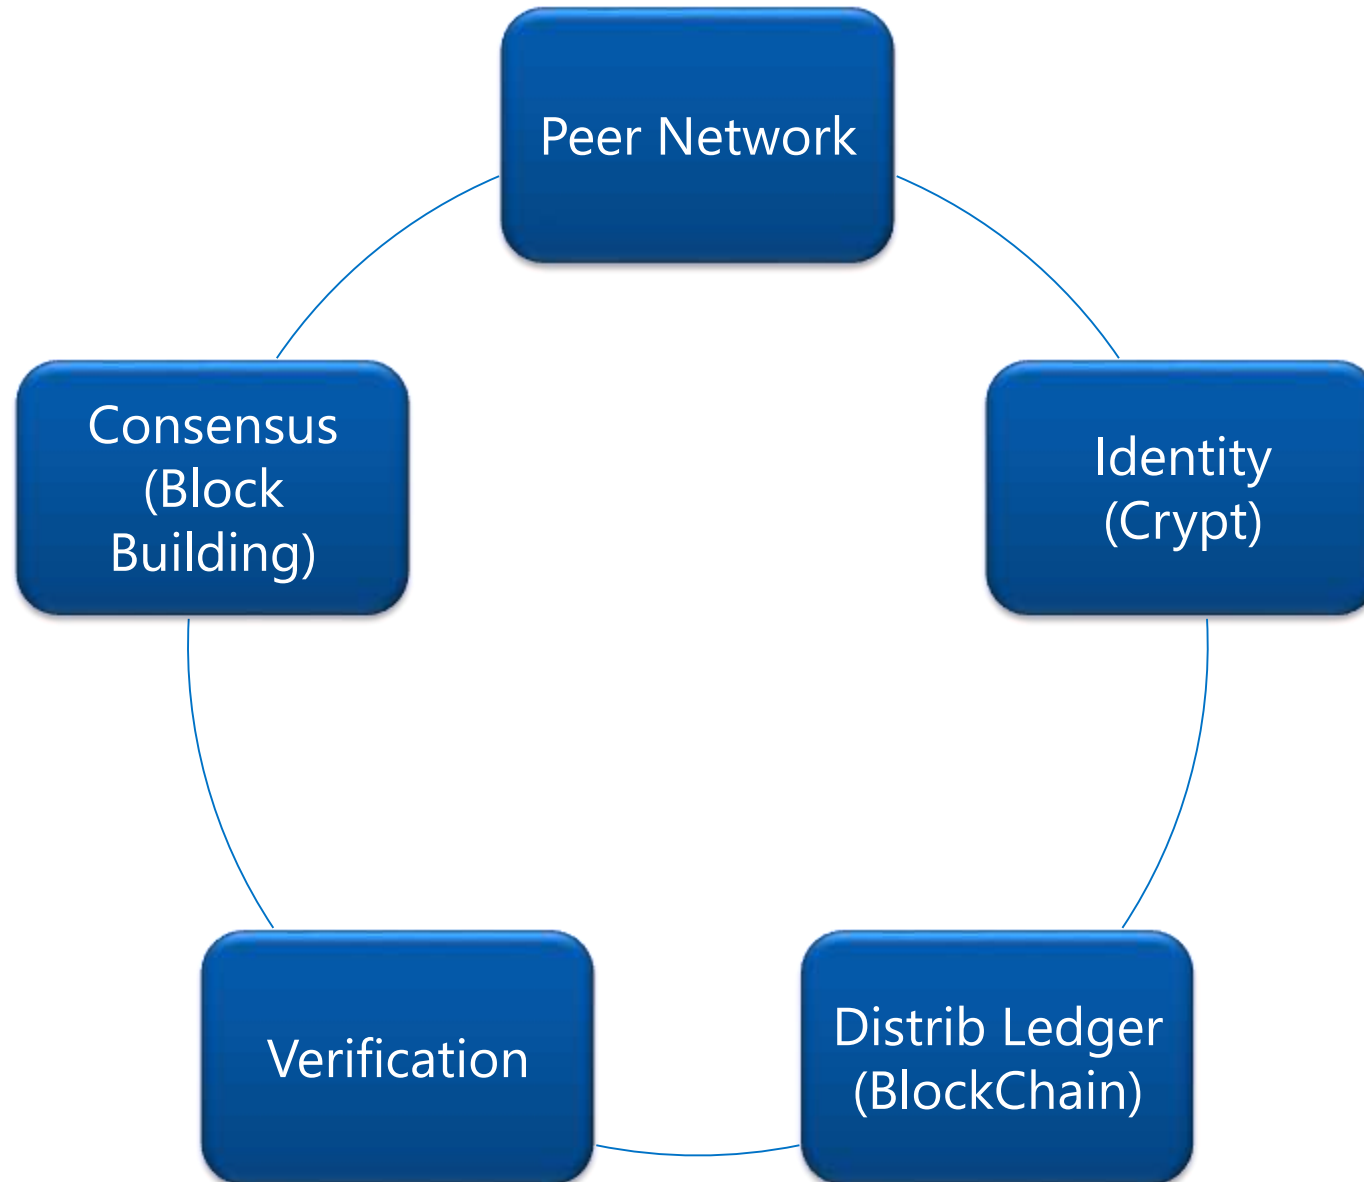 Peer Network
Consensus
(Block
Building)
Identity
(Crypt)
Verification
Distrib Ledger
(BlockChain)